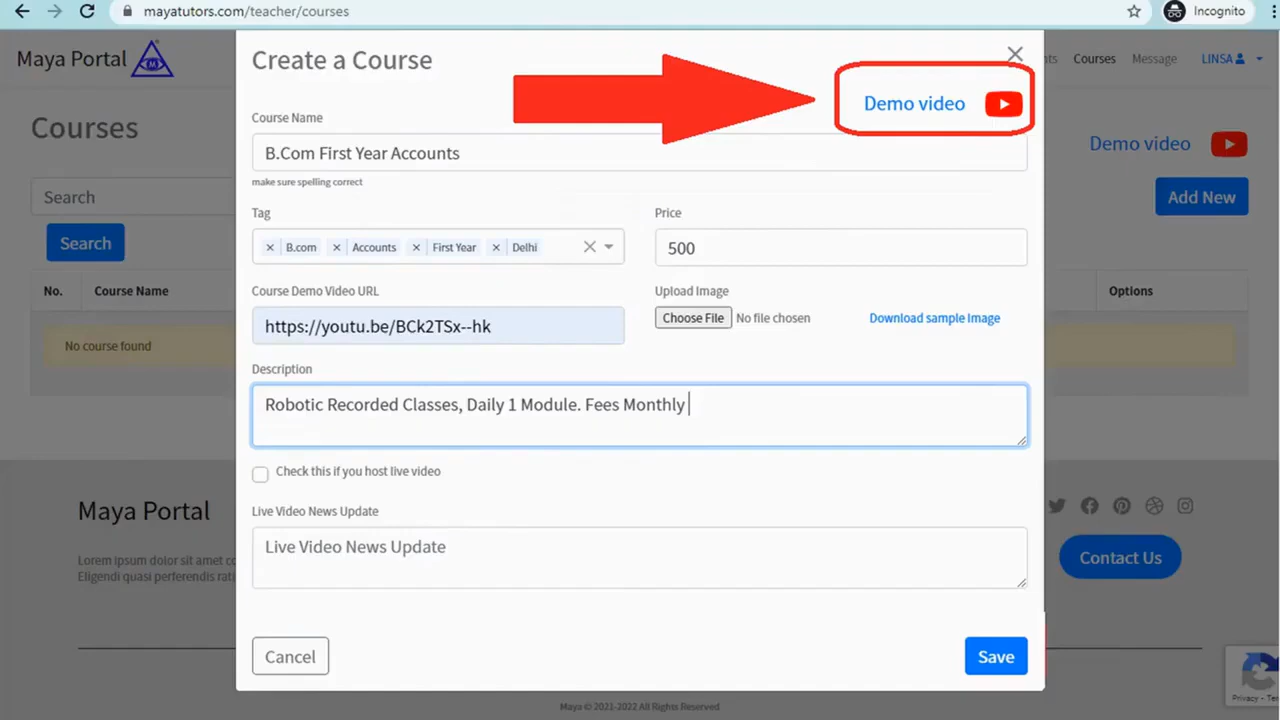 mayatutors.com/teacher/courses
Incognito
Maya Portal
nts Courses Message LINSA
Create a Course
Demo video
Courses
Demo video
Search
Add New
Search
No. Course Name Options
No course found
Course Name
B.Com First Year Accounts
make sure spelling correct
Tag Price
× B.com × Accounts × First Year × Delhi
500
Course Demo Video URL Upload Image
https://youtu.be/BCk2TSx--hk
Choose File No file chosen Download sample Image
Description
Robotic Recorded Classes, Daily 1 Module. Fees Monthly
Check this if you host live video
Live Video News Update
Live Video News Update
Cancel Save
Maya Portal
Lorem ipsum dolor sit amet co
Eligendi quasi perferendis rati
Contact Us
Maya © 2021-2022 All Rights Reserved
Privacy - Ter